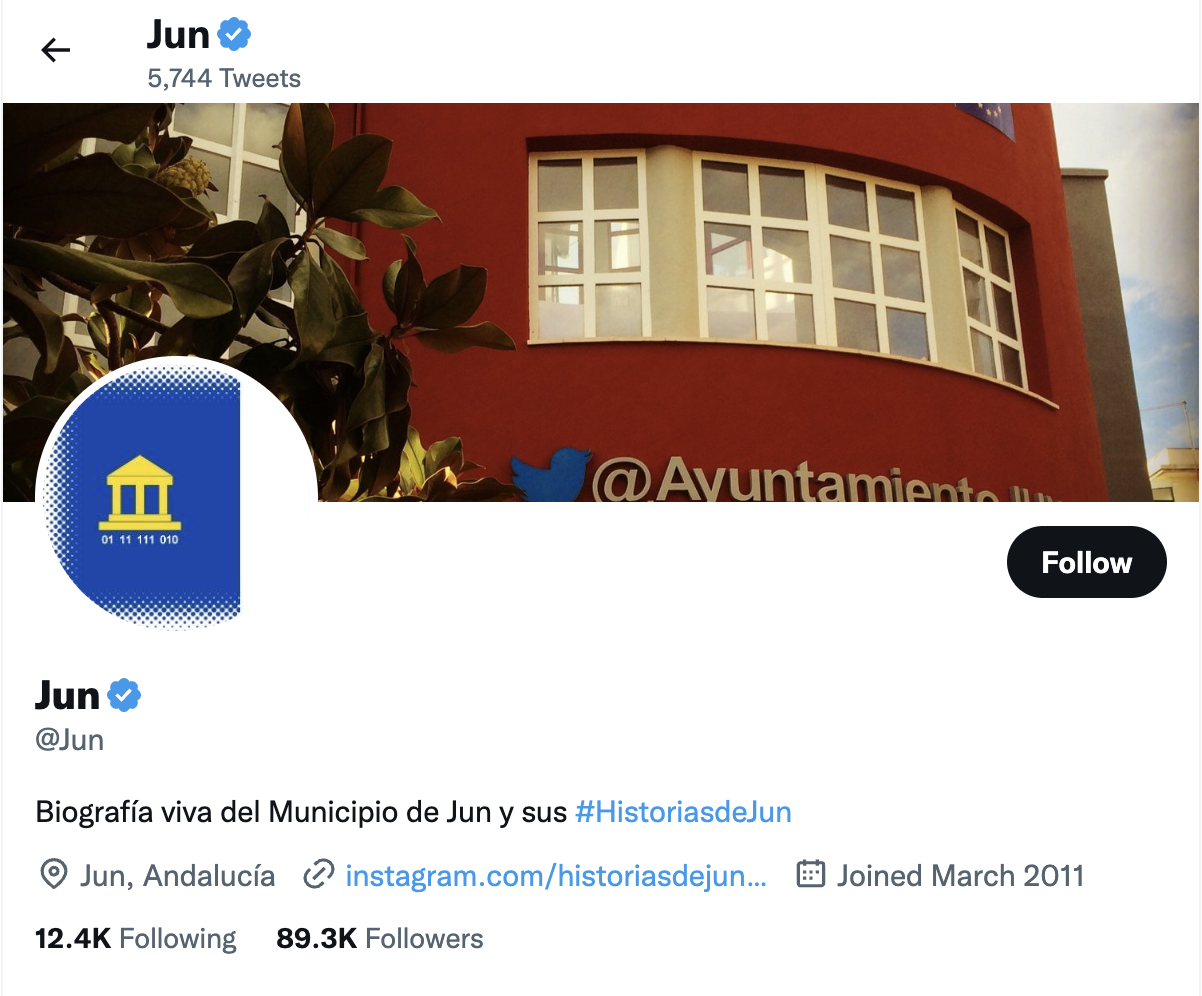 Jun
5,744 Tweets
@Ayuntamiento Jun
01 11 111 010
Follow
Jun
@Jun
Biografía viva del Municipio de Jun y sus #HistoriasdeJun
Jun, Andalucía instagram.com/historiasdejun... Joined March 2011
12.4K Following 89.3K Followers